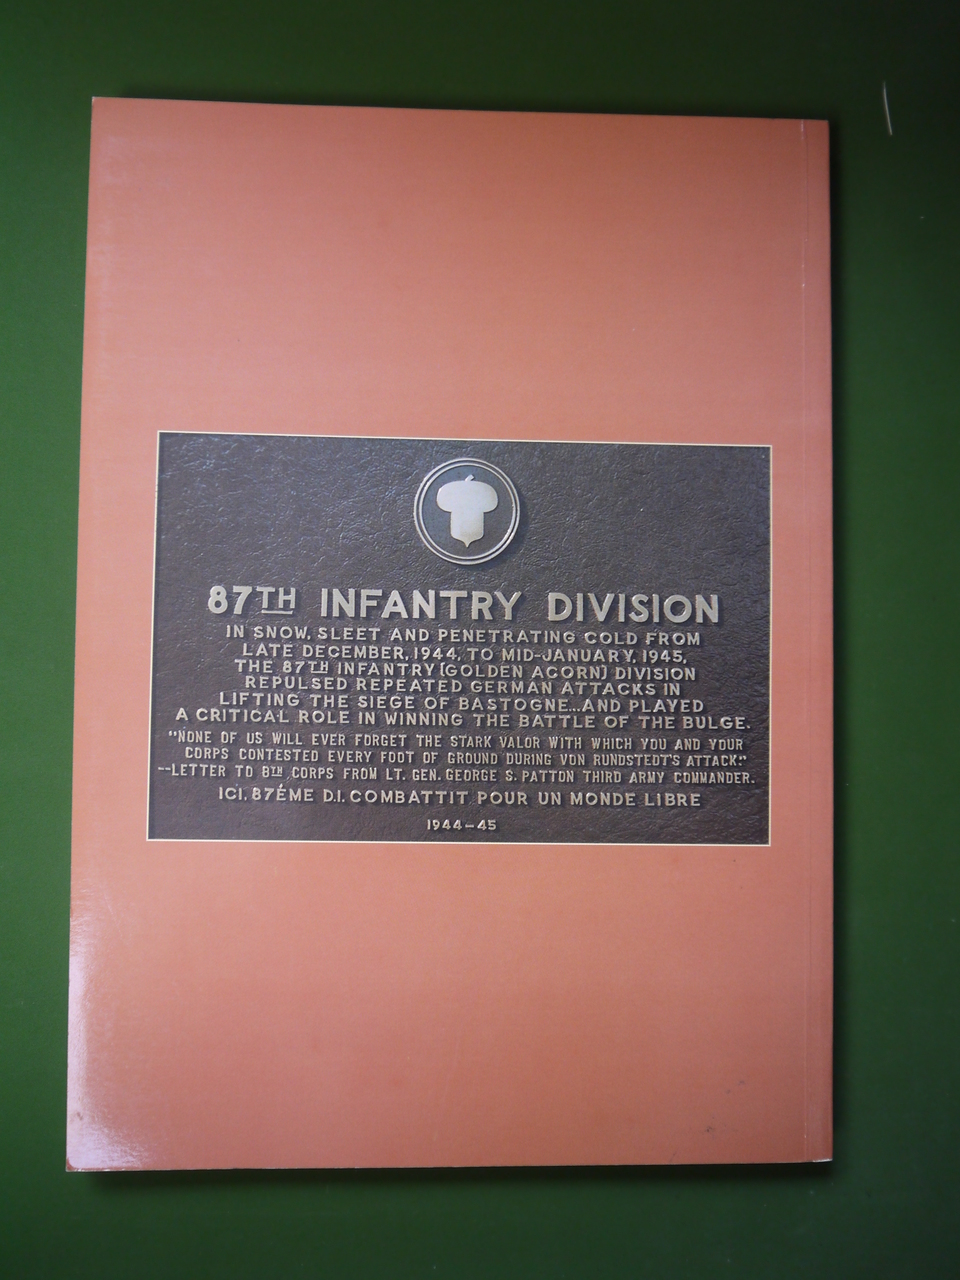 87TH INFANTRY DIVISION
IN SNOW, SLEET AND PENETRATING COLD FROM
LATE DECEMBER, 1944, TO MID-JANUARY, 1945,
THE 87TH INFANTRY (GOLDEN ACORN) DIVISION
REPULSED REPEATED GERMAN ATTACKS IN
LIFTING THE SIEGE OF BASTOGNE...AND PLAYED
A CRITICAL ROLE IN WINNING THE BATTLE OF THE BULGE.
"NONE OF US WILL EVER FORGET THE STARK VALOR WITH WHICH YOU AND YOUR
CORPS CONTESTED EVERY FOOT OF GROUND DURING VON RUNDSTEDT'S ATTACK."
--LETTER TO 8TH CORPS FROM LT. GEN. GEORGE S. PATTON THIRD ARMY COMMANDER.
ICI, 87ÉME D.I. COMBATTIT POUR UN MONDE LIBRE
1944-45